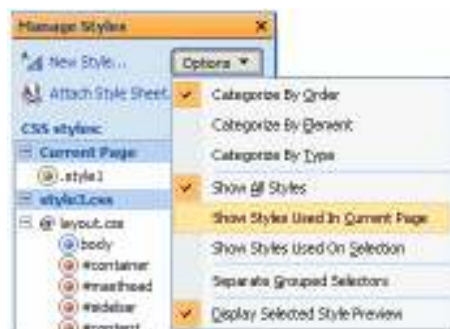 Manage Styles
New Style...
Options
Attach Style Sheet
CSS styles:
Current Page
.style1
style3.css
@ layout.css
body
#container
#masthead
#sidebar
#content
Categorize By Order
Categorize By Element
Categorize By Type
Show All Styles
Show Styles Used In Current Page
Show Styles Used On Selection
Separate Grouped Selectors
Display Selected Style Preview